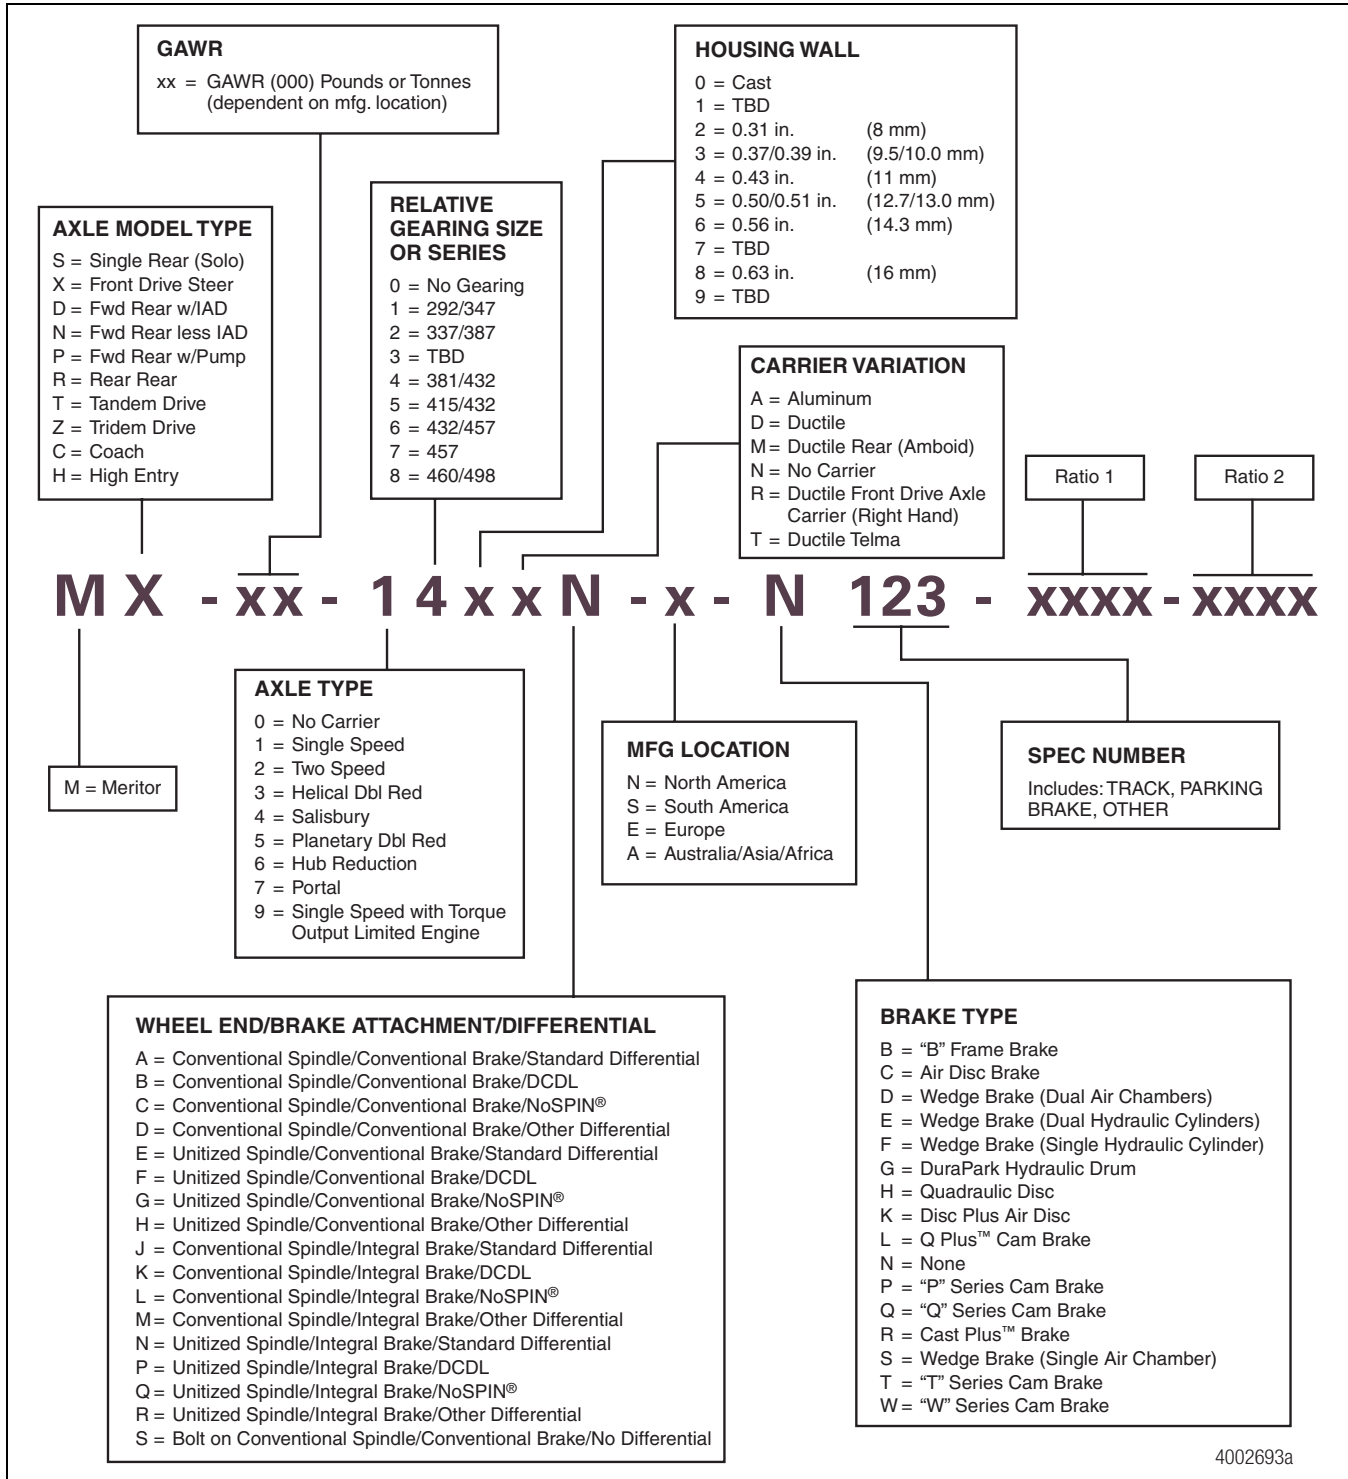 GAWR
xx = GAWR (000) Pounds or Tonnes
(dependent on mfg. location)
HOUSING WALL
0 = Cast
1 = TBD
2 = 0.31 in. (8 mm)
3 = 0.37/0.39 in. (9.5/10.0 mm)
4 = 0.43 in. (11 mm)
5 = 0.50/0.51 in. (12.7/13.0 mm)
6 = 0.56 in. (14.3 mm)
7 = TBD
8 = 0.63 in. (16 mm)
9 = TBD
AXLE MODEL TYPE
S = Single Rear (Solo)
X = Front Drive Steer
D = Fwd Rear w/IAD
N = Fwd Rear less IAD
P = Fwd Rear w/Pump
R = Rear Rear
T = Tandem Drive
Z = Tridem Drive
C = Coach
H = High Entry
RELATIVE
GEARING SIZE
OR SERIES
0 = No Gearing
1 = 292/347
2 = 337/387
3 = TBD
4 = 381/432
5 = 415/432
6 = 432/457
7 = 457
8 = 460/498
CARRIER VARIATION
A = Aluminum
D = Ductile
M = Ductile Rear (Amboid)
N = No Carrier
R = Ductile Front Drive Axle
Carrier (Right Hand)
T = Ductile Telma
Ratio 1
Ratio 2
M X - xx - 1 4 x x N - x - N 123 - xxxx - xxxx
M = Meritor
AXLE TYPE
0 = No Carrier
1 = Single Speed
2 = Two Speed
3 = Helical Dbl Red
4 = Salisbury
5 = Planetary Dbl Red
6 = Hub Reduction
7 = Portal
9 = Single Speed with Torque
Output Limited Engine
MFG LOCATION
N = North America
S = South America
E = Europe
A = Australia/Asia/Africa
SPEC NUMBER
Includes: TRACK, PARKING
BRAKE, OTHER
WHEEL END/BRAKE ATTACHMENT/DIFFERENTIAL
A = Conventional Spindle/Conventional Brake/Standard Differential
B = Conventional Spindle/Conventional Brake/DCDL
C = Conventional Spindle/Conventional Brake/NoSPIN®
D = Conventional Spindle/Conventional Brake/Other Differential
E = Unitized Spindle/Conventional Brake/Standard Differential
F = Unitized Spindle/Conventional Brake/DCDL
G = Unitized Spindle/Conventional Brake/NoSPIN®
H = Unitized Spindle/Conventional Brake/Other Differential
J = Conventional Spindle/Integral Brake/Standard Differential
K = Conventional Spindle/Integral Brake/DCDL
L = Conventional Spindle/Integral Brake/NoSPIN®
M = Conventional Spindle/Integral Brake/Other Differential
N = Unitized Spindle/Integral Brake/Standard Differential
P = Unitized Spindle/Integral Brake/DCDL
Q = Unitized Spindle/Integral Brake/NoSPIN®
R = Unitized Spindle/Integral Brake/Other Differential
S = Bolt on Conventional Spindle/Conventional Brake/No Differential
BRAKE TYPE
B = “B” Frame Brake
C = Air Disc Brake
D = Wedge Brake (Dual Air Chambers)
E = Wedge Brake (Dual Hydraulic Cylinders)
F = Wedge Brake (Single Hydraulic Cylinder)
G = DuraPark Hydraulic Drum
H = Quadraulic Disc
K = Disc Plus Air Disc
L = Q Plus™ Cam Brake
N = None
P = “P” Series Cam Brake
Q = “Q” Series Cam Brake
R = Cast Plus™ Brake
S = Wedge Brake (Single Air Chamber)
T = “T” Series Cam Brake
W = “W” Series Cam Brake
4002693a